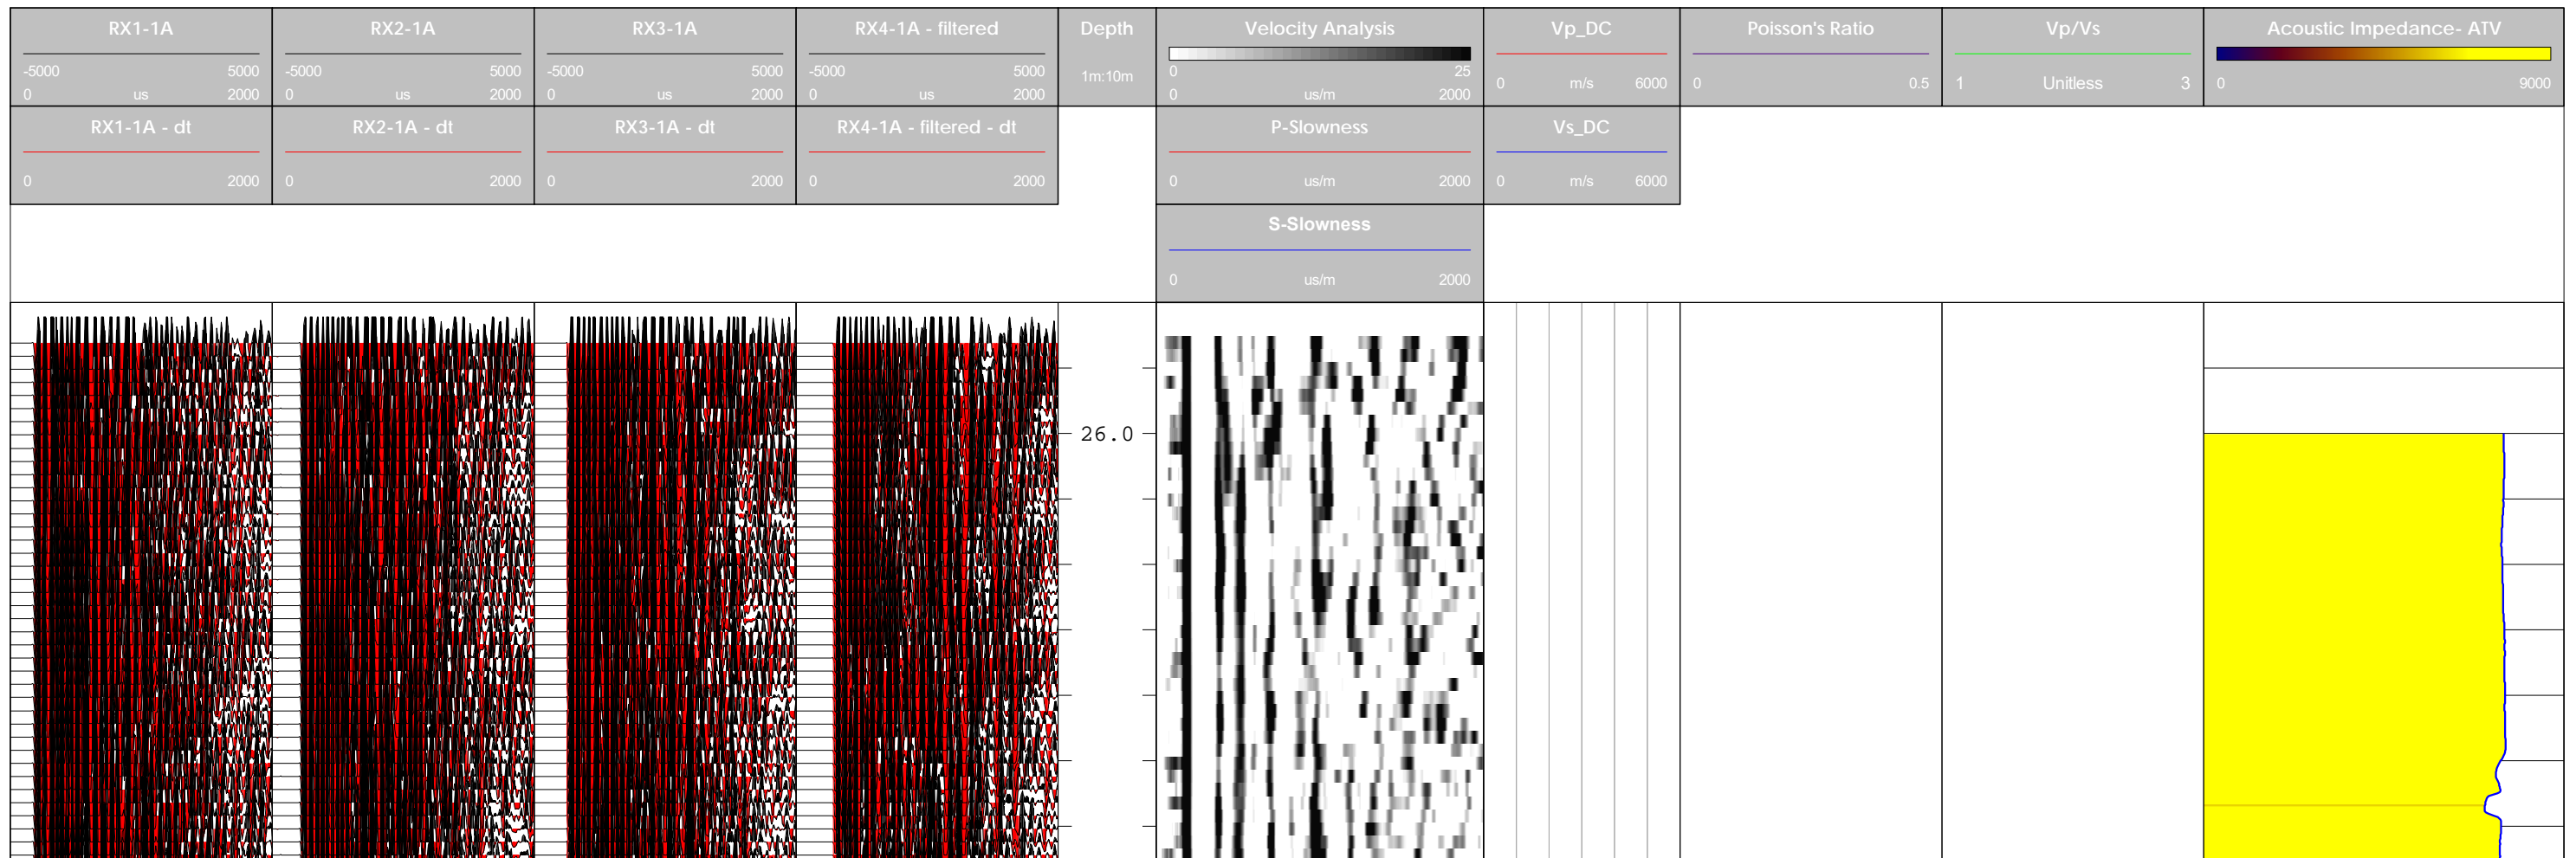 RX1-1A RX2-1A RX3-1A RX4-1A - filtered Depth Velocity Analysis Vp_DC Poisson's Ratio Vp/Vs Acoustic Impedance- ATV
-5000 5000 -5000 5000 -5000 5000 -5000 5000 1m:10m 0 25
0 us 2000 0 us 2000 0 us 2000 0 us 2000 0 us/m 2000 0 m/s 6000 0 0.5 1 Unitless 3 0 9000
RX1-1A - dt RX2-1A - dt RX3-1A - dt RX4-1A - filtered - dt P-Slowness Vs_DC
0 2000 0 2000 0 2000 0 2000 0 us/m 2000 0 m/s 6000
S-Slowness
0 us/m 2000
26.0